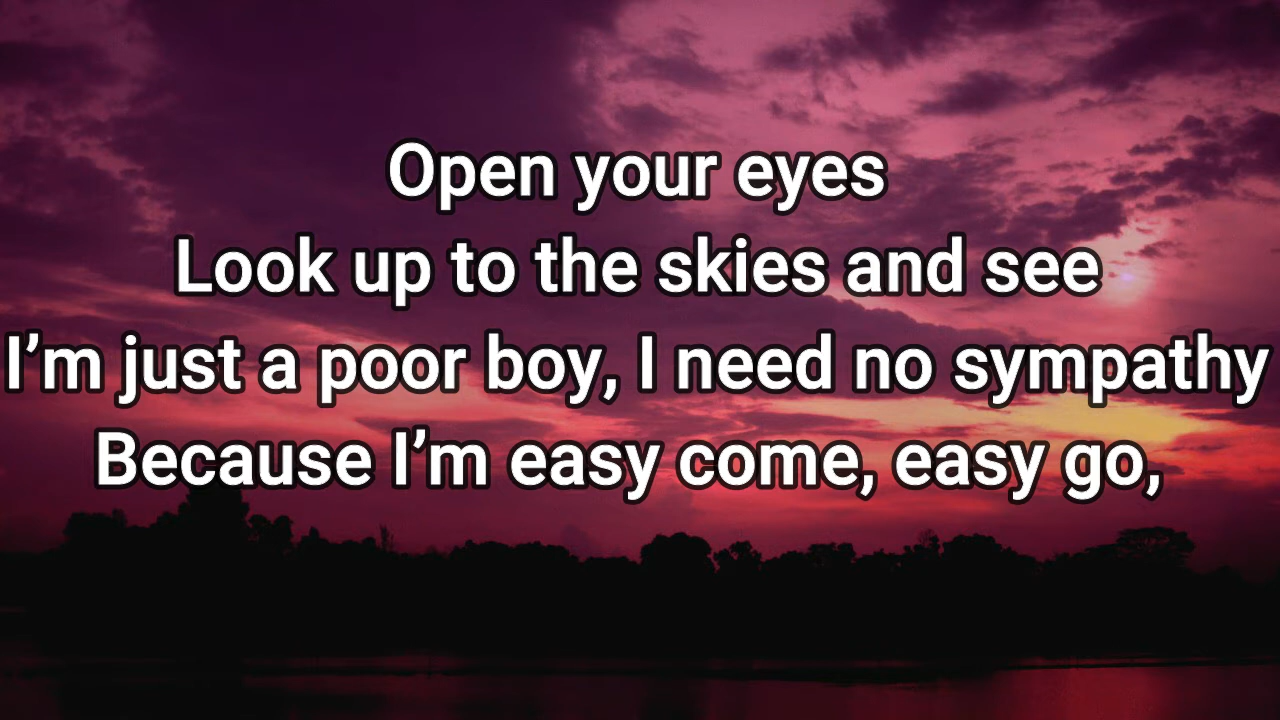 Open your eyes
Look up to the skies and see
I’m just a poor boy, I need no sympathy
Because I’m easy come, easy go,